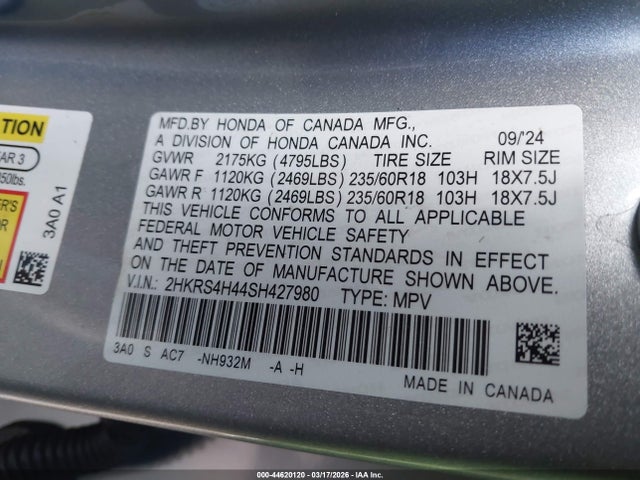 MFD.BY HONDA OF CANADA MFG.,
A DIVISION OF HONDA CANADA INC. 09/'24
GVWR 2175KG (4795LBS) TIRE SIZE RIM SIZE
GAWR F 1120KG (2469LBS) 235/60R18 103H 18X7.5J
GAWR R 1120KG (2469LBS) 235/60R18 103H 18X7.5J
THIS VEHICLE CONFORMS TO ALL APPLICABLE
FEDERAL MOTOR VEHICLE SAFETY
AND THEFT PREVENTION STANDARDS IN EFFECT
ON THE DATE OF MANUFACTURE SHOWN ABOVE.
V.I.N.: 2HKRS4H44SH427980 TYPE: MPV
3A0 S AC7 -NH932M -A -H
MADE IN CANADA
3A0 A1
000-44620120 - 03/17/2026 - IAA Inc.